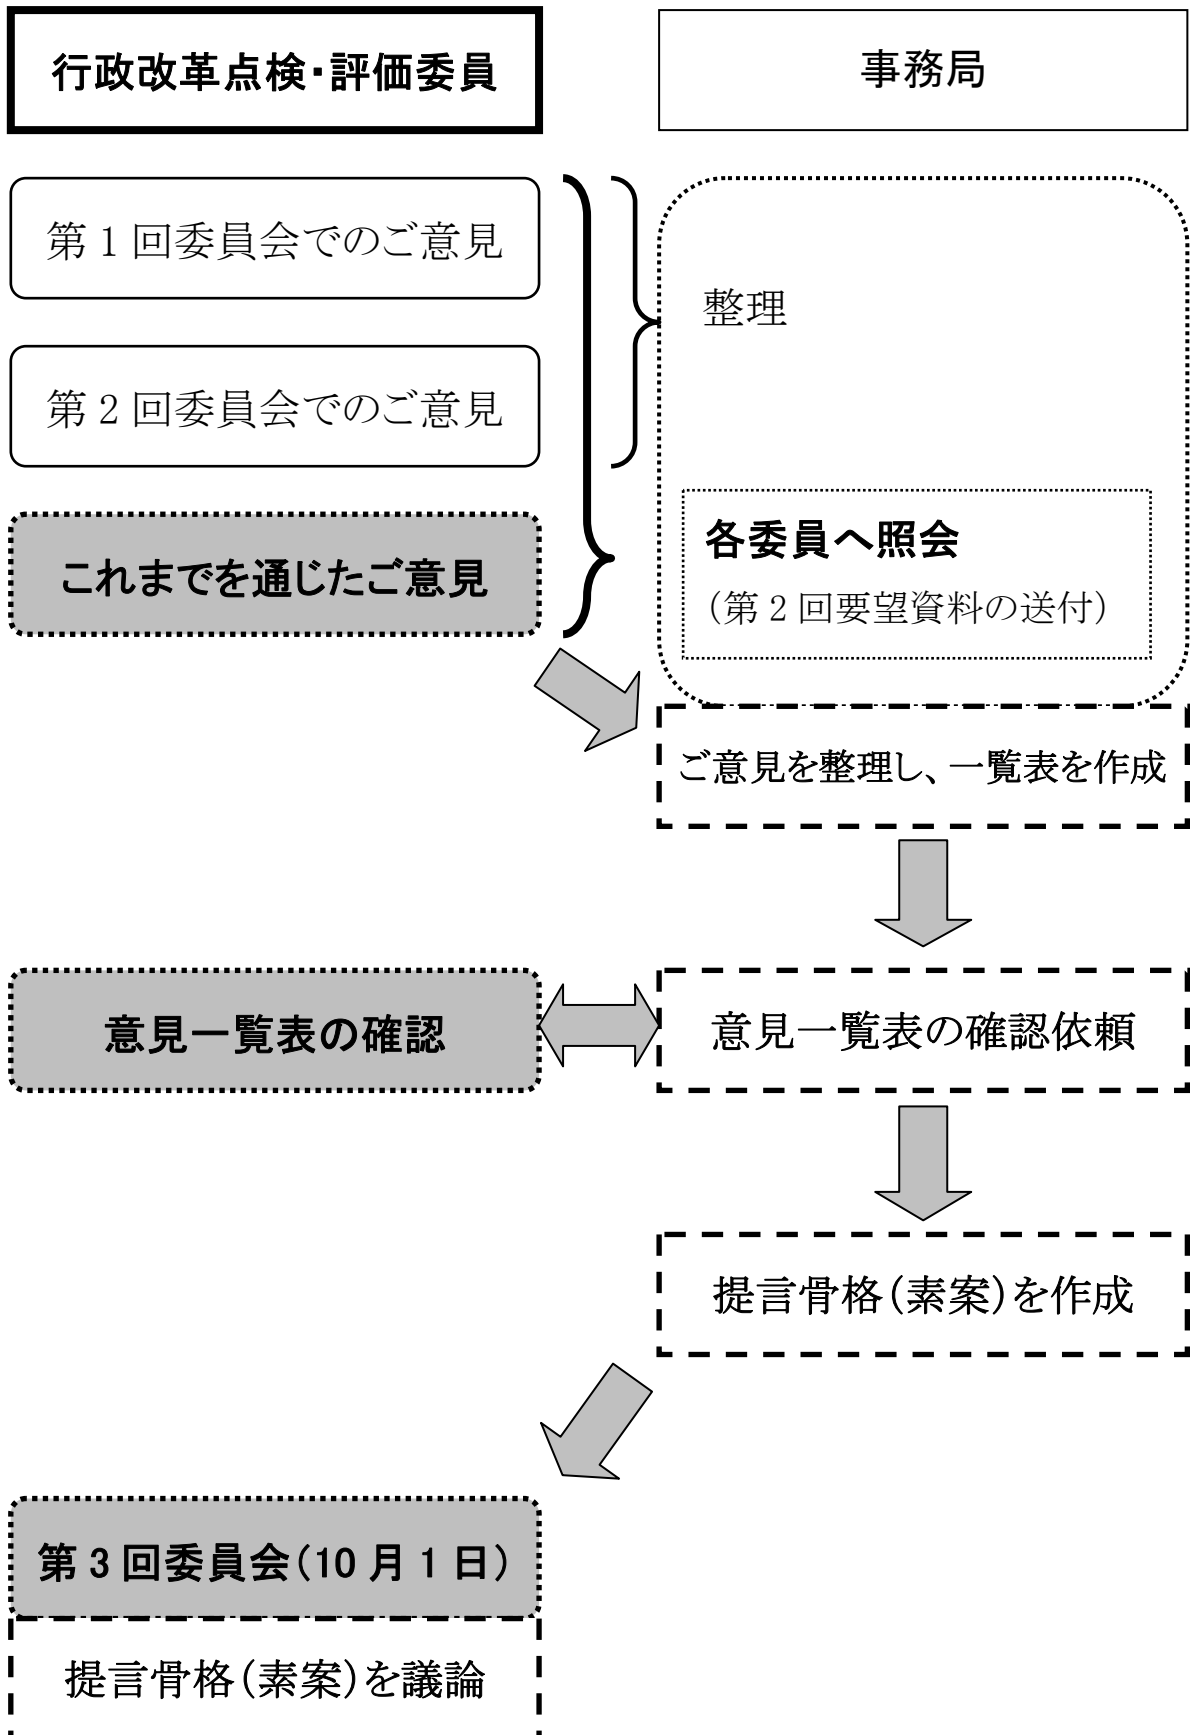 行政改革点検・評価委員
事務局
第1回委員会でのご意見
整理
第2回委員会でのご意見
各委員へ照会
（第2回要望資料の送付）
これまでを通じたご意見
ご意見を整理し、一覧表を作成
意見一覧表の確認
意見一覧表の確認依頼
提言骨格（素案）を作成
第3回委員会（10月1日）
提言骨格（素案）を議論